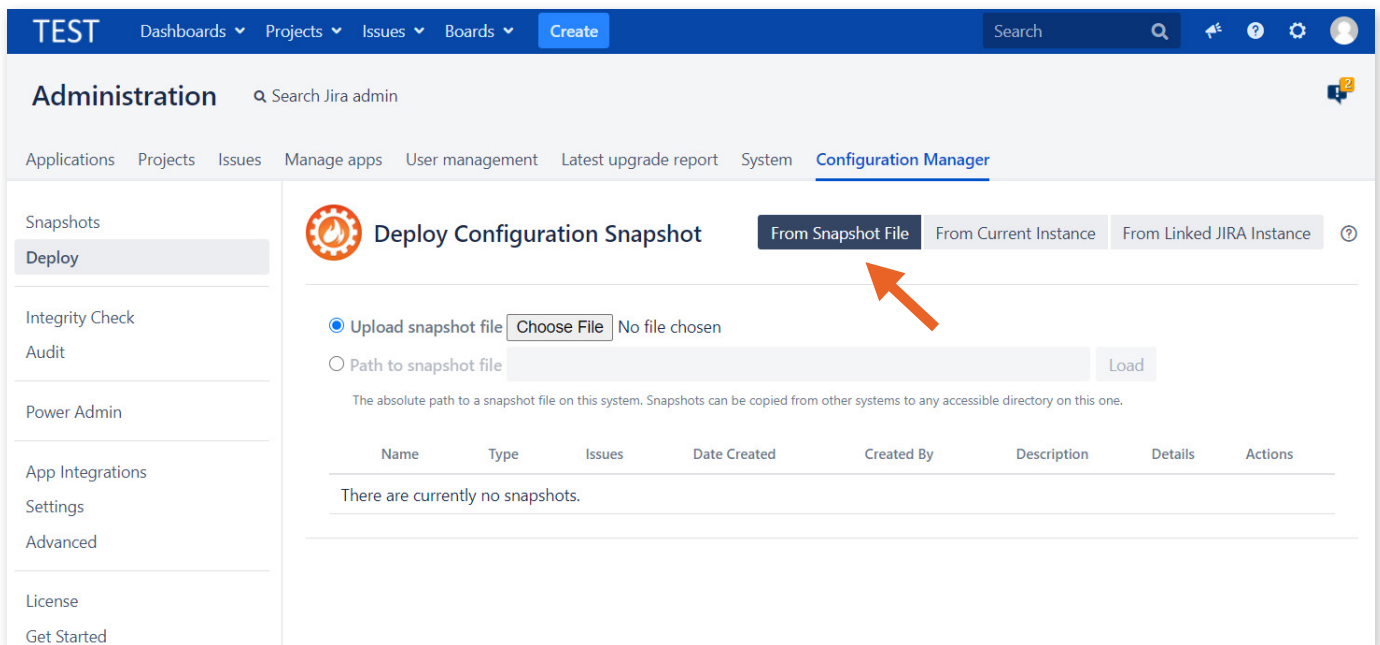 TEST Dashboards Projects Issues Boards Create Search
Administration Search Jira admin 2
Applications Projects Issues Manage apps User management Latest upgrade report System Configuration Manager
Snapshots
Deploy
Integrity Check
Audit
Power Admin
App Integrations
Settings
Advanced
License
Get Started
Deploy Configuration Snapshot From Snapshot File From Current Instance From Linked JIRA Instance
Upload snapshot file Choose File No file chosen
Path to snapshot file Load
The absolute path to a snapshot file on this system. Snapshots can be copied from other systems to any accessible directory on this one.
Name Type Issues Date Created Created By Description Details Actions
There are currently no snapshots.